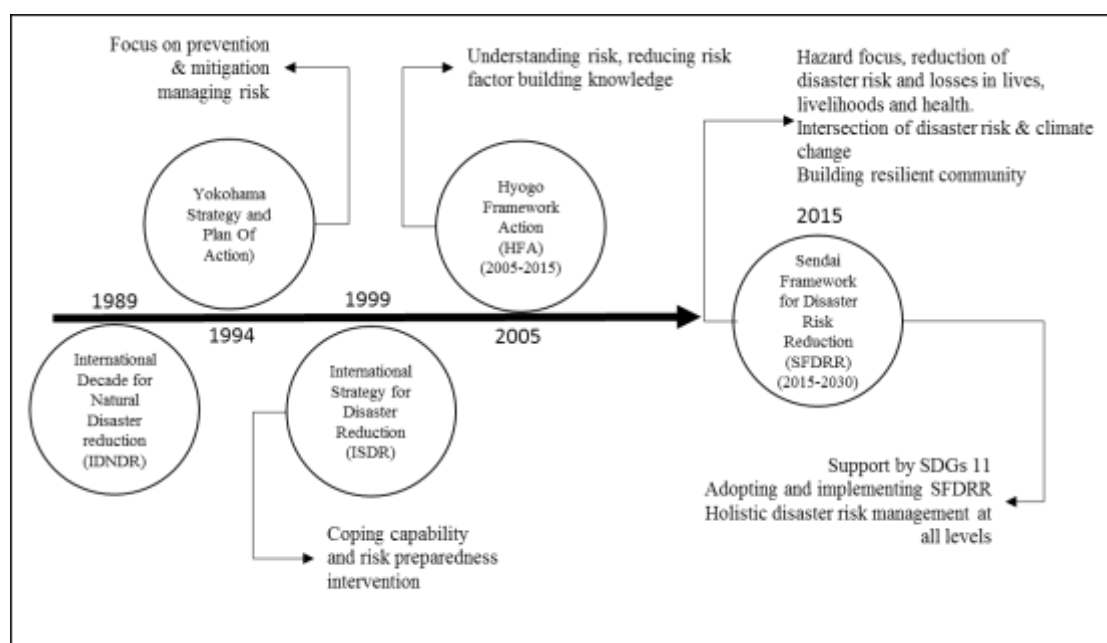 Focus on prevention
& mitigation
managing risk
Understanding risk, reducing risk
factor building knowledge
Hazard focus, reduction of
disaster risk and losses in lives,
livelihoods and health.
Intersection of disaster risk & climate
change
Building resilient community
Yokohama
Strategy and
Plan Of
Action)
Hyogo
Framework
Action
(HFA)
(2005-2015)
2015
Sendai
Framework
for Disaster
Risk
Reduction
(SFDRR)
(2015-2030)
1989
1999
1994
2005
International
Decade for
Natural
Disaster
reduction
(IDNDR)
International
Strategy for
Disaster
Reduction
(ISDR)
Coping capability
and risk preparedness
intervention
Support by SDGs 11
Adopting and implementing SFDRR
Holistic disaster risk management at
all levels